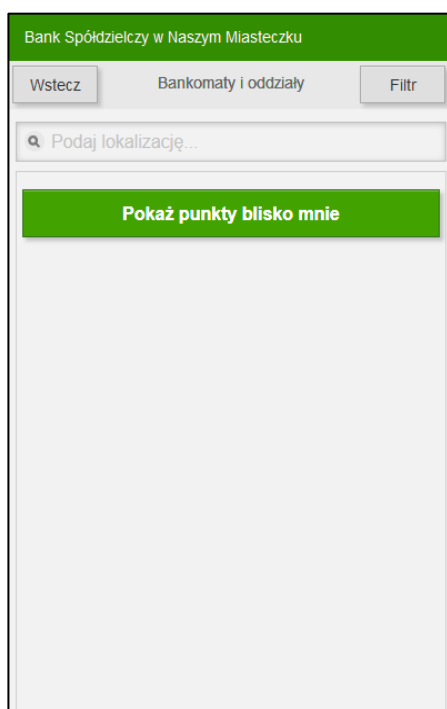 Bank Spółdzielczy w Naszym Miasteczku
Wstecz Bankomaty i oddziały Filtr
Podaj lokalizację...
Pokaż punkty blisko mnie